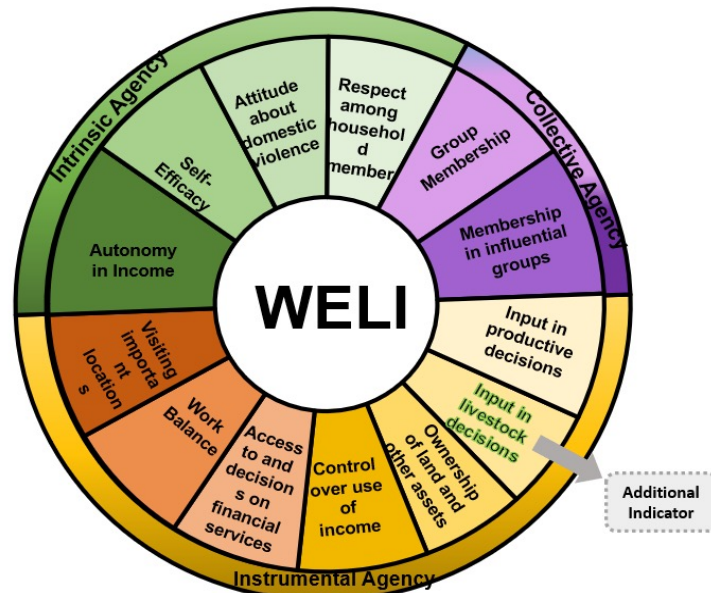 Intrinsic Agency
Collective Agency
Attitude
about
domestic
violence
Respect
among
househol
d
member
Group
Membership
Self-
Efficacy
Membership
in influential
groups
Autonomy
in Income
WELI
Input in
productive
decisions
Visiting
importa
nt
location
s
Input in
livestock
decisions
Work
Balance
Ownership
of land and
other assets
Access
to and
decision
s on
financial
services
Control
over use
of
income
Additional
Indicator
Instrumental Agency